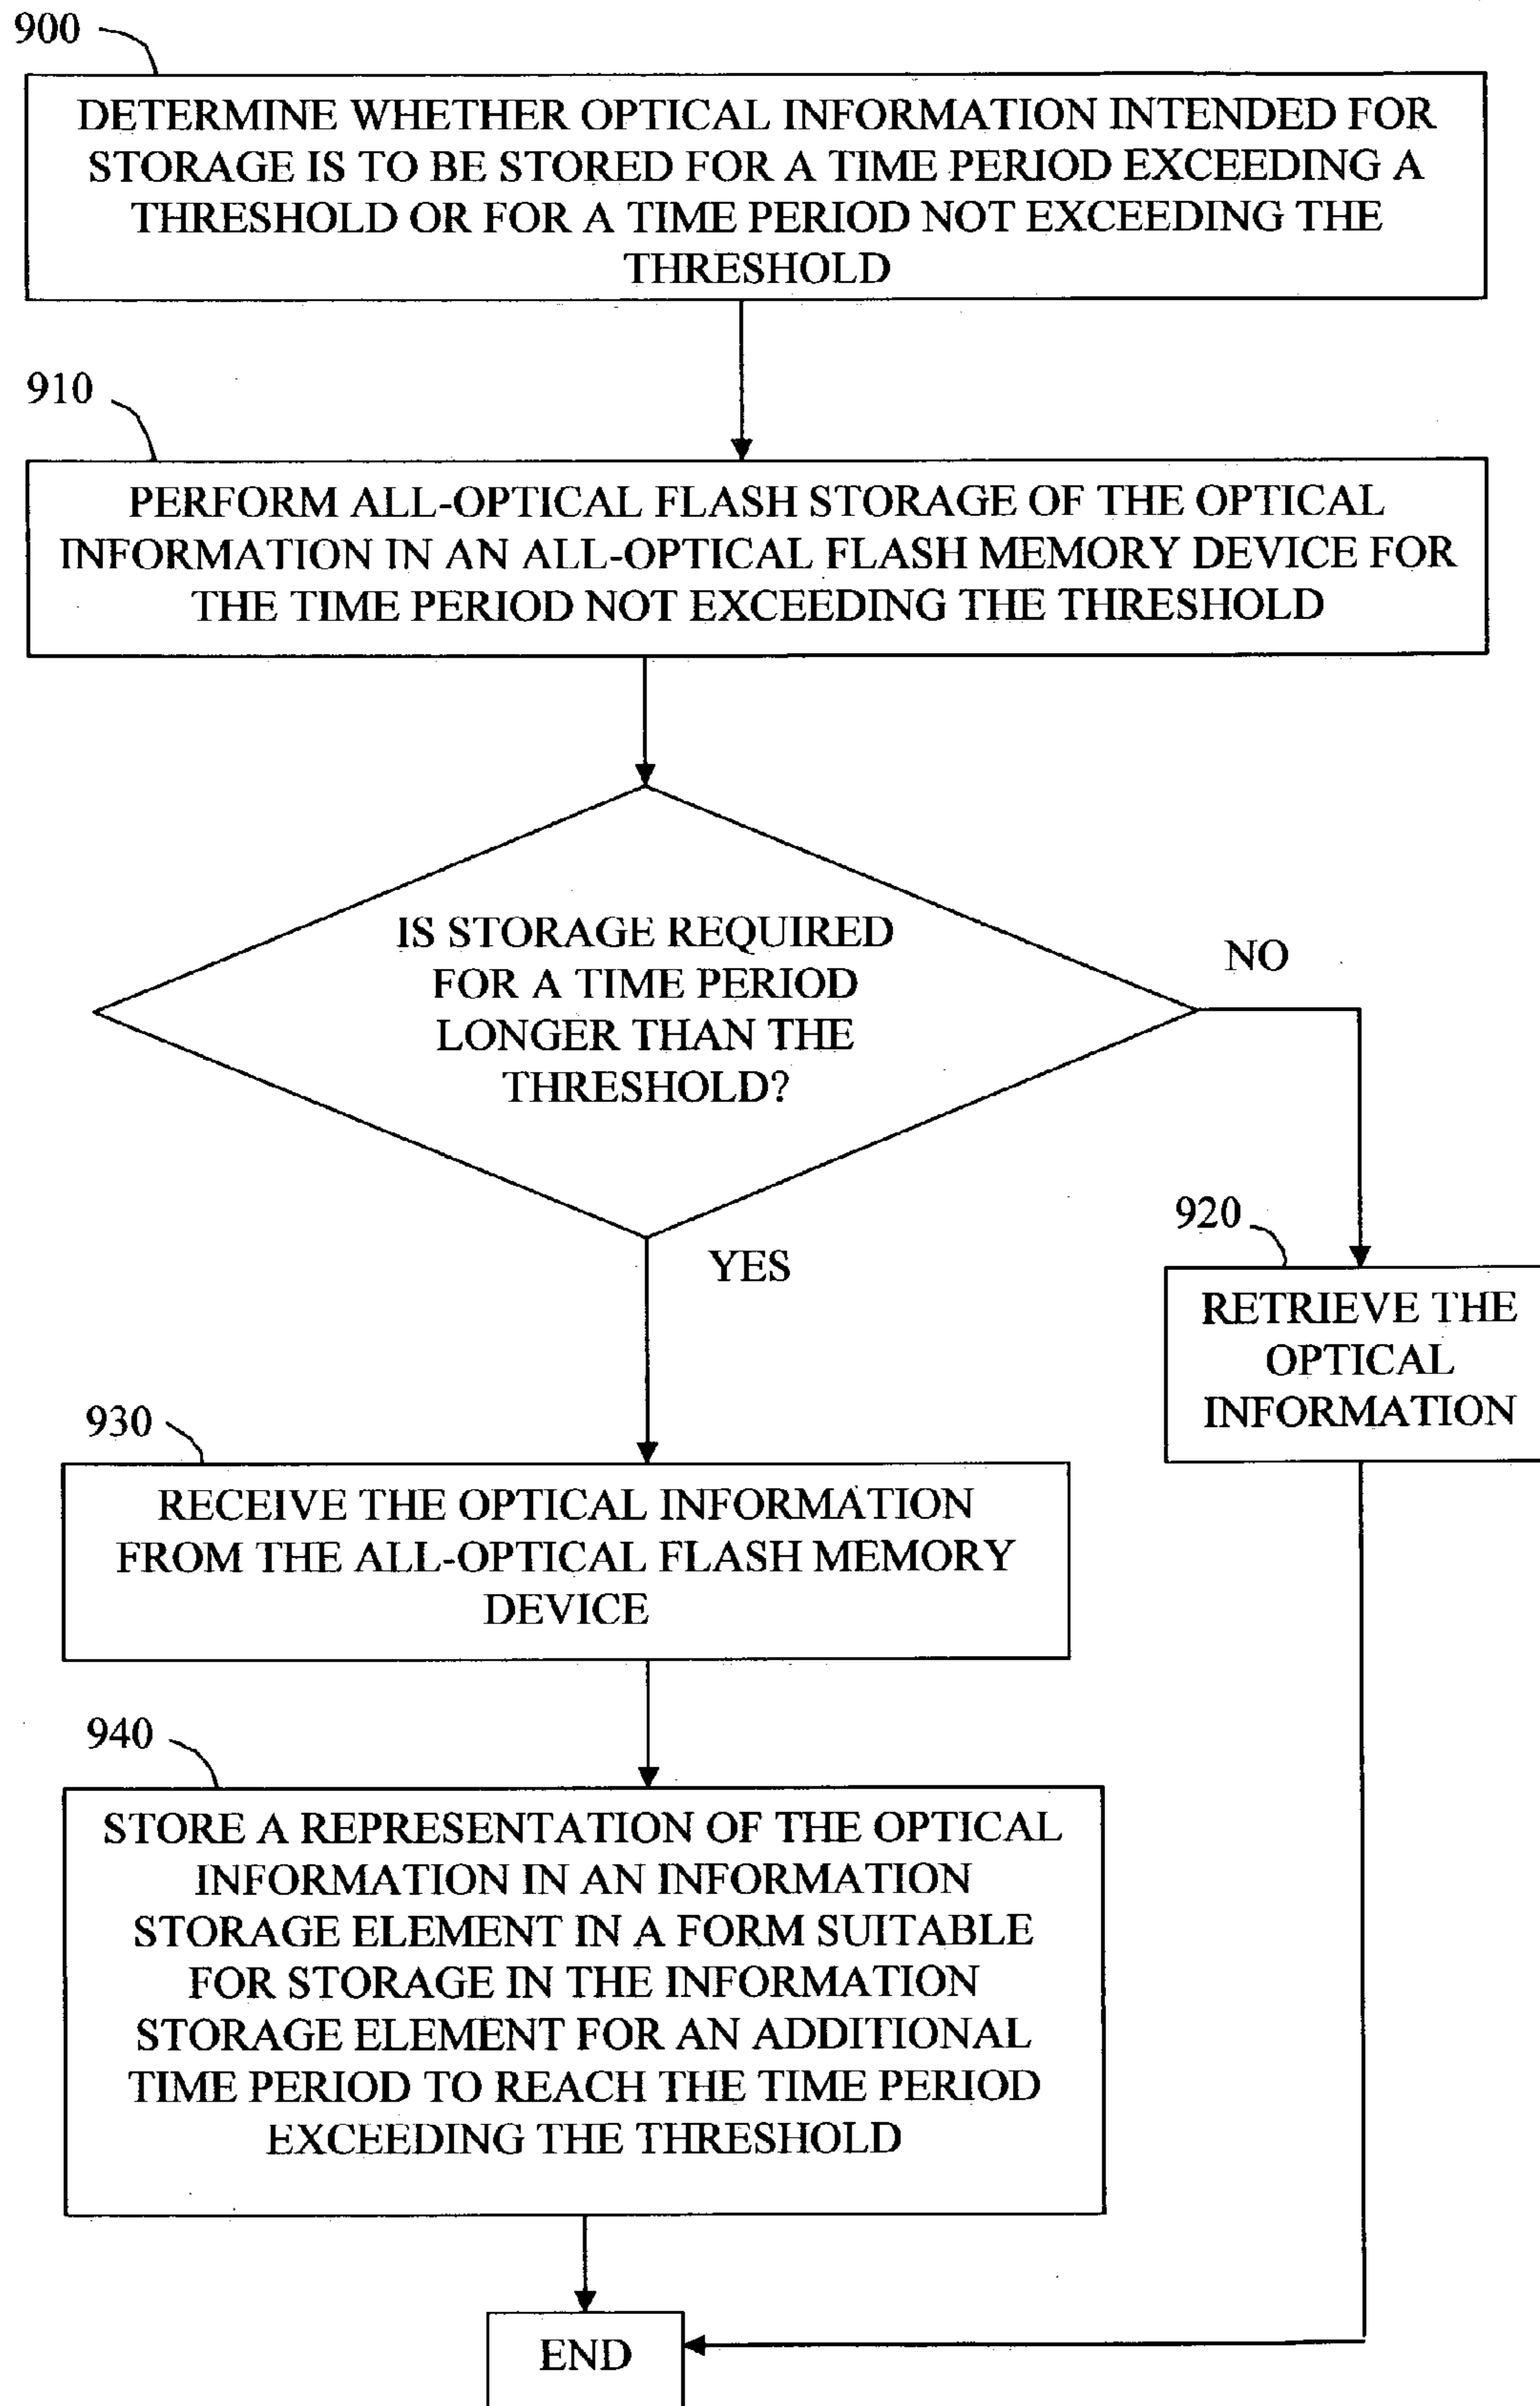 900
DETERMINE WHETHER OPTICAL INFORMATION INTENDED FOR
STORAGE IS TO BE STORED FOR A TIME PERIOD EXCEEDING A
THRESHOLD OR FOR A TIME PERIOD NOT EXCEEDING THE
THRESHOLD
910
PERFORM ALL-OPTICAL FLASH STORAGE OF THE OPTICAL
INFORMATION IN AN ALL-OPTICAL FLASH MEMORY DEVICE FOR
THE TIME PERIOD NOT EXCEEDING THE THRESHOLD
IS STORAGE REQUIRED
FOR A TIME PERIOD
LONGER THAN THE
THRESHOLD?
NO
YES
920
RETRIEVE THE
OPTICAL
INFORMATION
930
RECEIVE THE OPTICAL INFORMATION
FROM THE ALL-OPTICAL FLASH MEMORY
DEVICE
940
STORE A REPRESENTATION OF THE OPTICAL
INFORMATION IN AN INFORMATION
STORAGE ELEMENT IN A FORM SUITABLE
FOR STORAGE IN THE INFORMATION
STORAGE ELEMENT FOR AN ADDITIONAL
TIME PERIOD TO REACH THE TIME PERIOD
EXCEEDING THE THRESHOLD
END